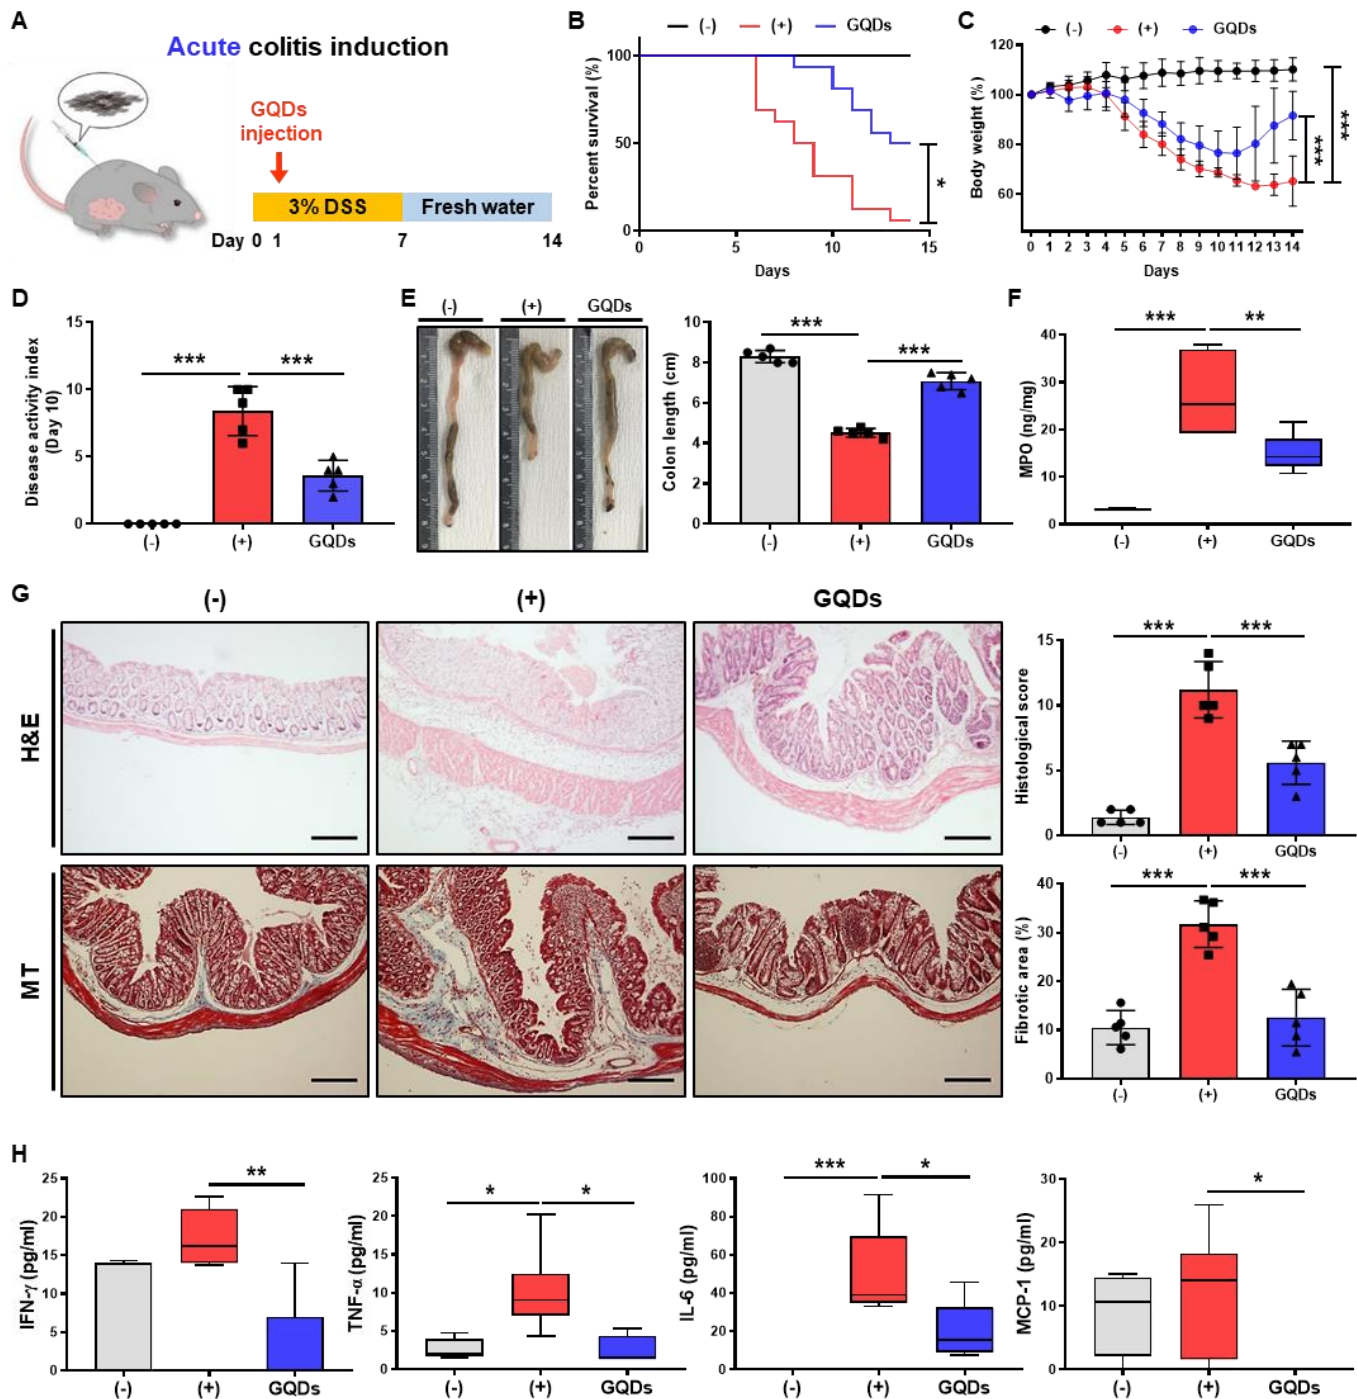 A
Acute colitis induction
GQDs
injection
3% DSS
Fresh water
Day 0 1 7 14
B
(-) (+) GQDs
Percent survival (%)
100
50
0
0 5 10 15
Days
*
C
(-) (+) GQDs
Body weight (%)
120
100
80
60
0 1 2 3 4 5 6 7 8 9 10 11 12 13 14
Days
***
***
D
Disease activity index
(Day 10)
15
10
5
0
*** ***
(-) (+) GQDs
E
(-) (+) GQDs
Colon length (cm)
10
8
6
4
2
0
***
***
(-) (+) GQDs
F
MPO (ng/mg)
40
30
20
10
0
*** **
(-) (+) GQDs
G
(-) (+) GQDs
H&E
MT
Histological score
15
10
5
0
*** ***
(-) (+) GQDs
Fibrotic area (%)
40
30
20
10
0
*** ***
(-) (+) GQDs
H
IFN-γ (pg/ml)
25
20
15
10
5
0
**
(-) (+) GQDs
TNF-α (pg/ml)
25
20
15
10
5
0
* *
(-) (+) GQDs
IL-6 (pg/ml)
100
80
60
40
20
0
*** *
(-) (+) GQDs
MCP-1 (pg/ml)
30
20
10
0
*
(-) (+) GQDs